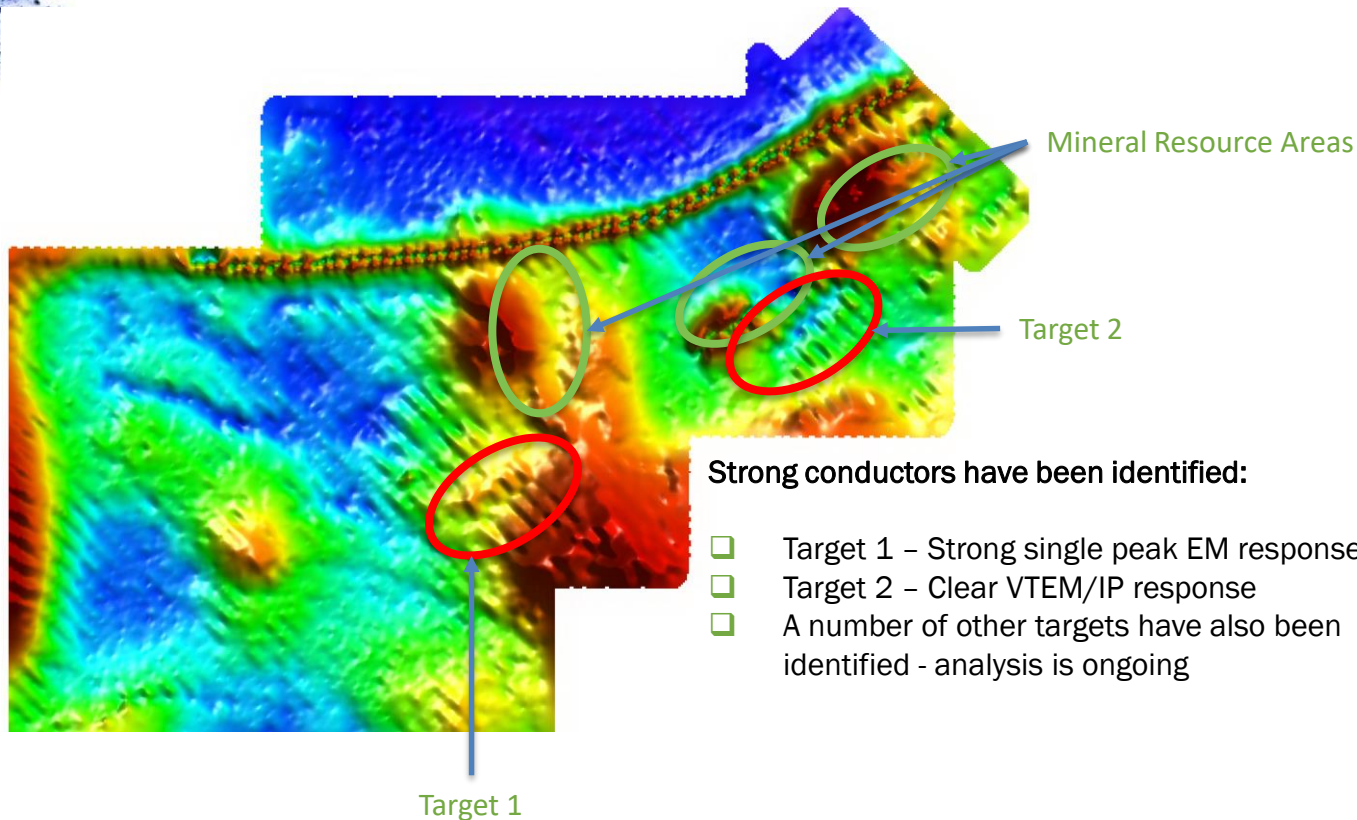 Mineral Resource Areas
Target 2
Strong conductors have been identified:
Target 1 – Strong single peak EM response
Target 2 – Clear VTEM/IP response
A number of other targets have also been
identified - analysis is ongoing
Target 1